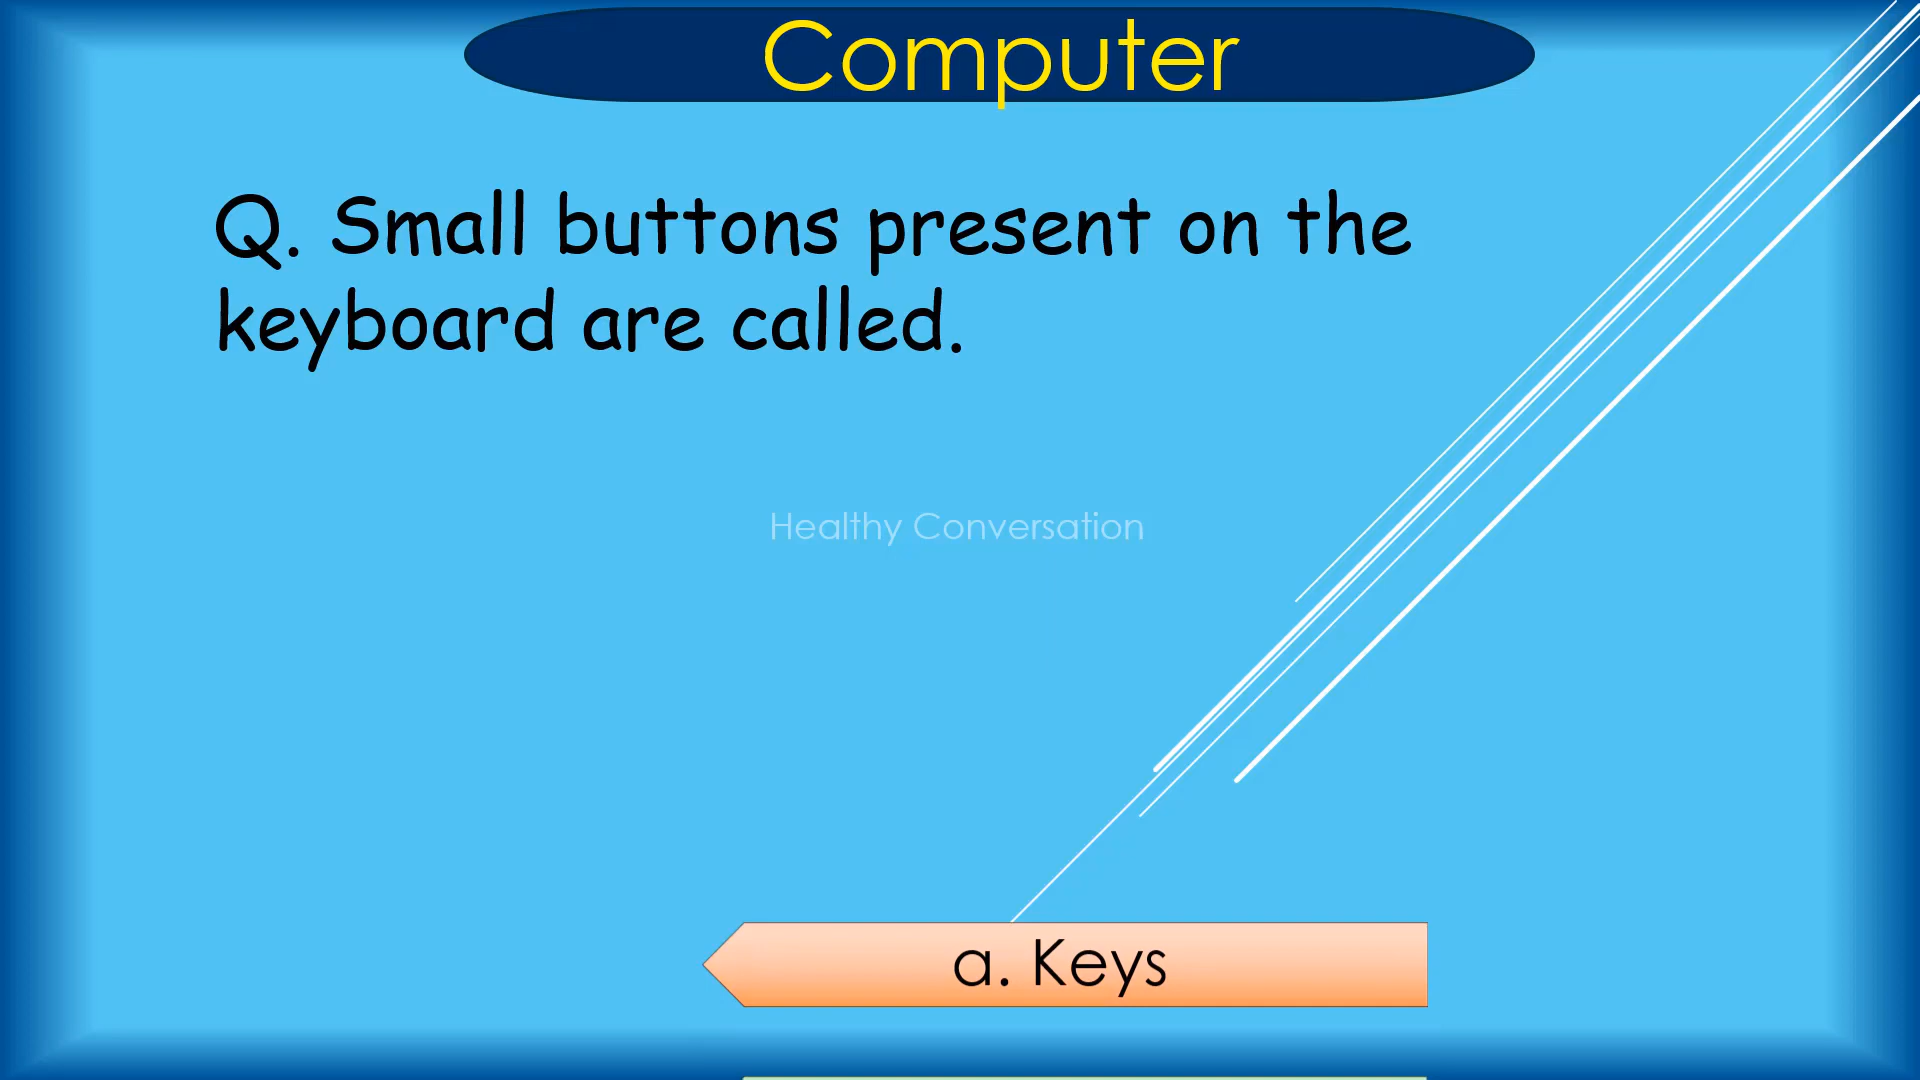 Computer
Q. Small buttons present on the
keyboard are called.
Healthy Conversation
a. Keys